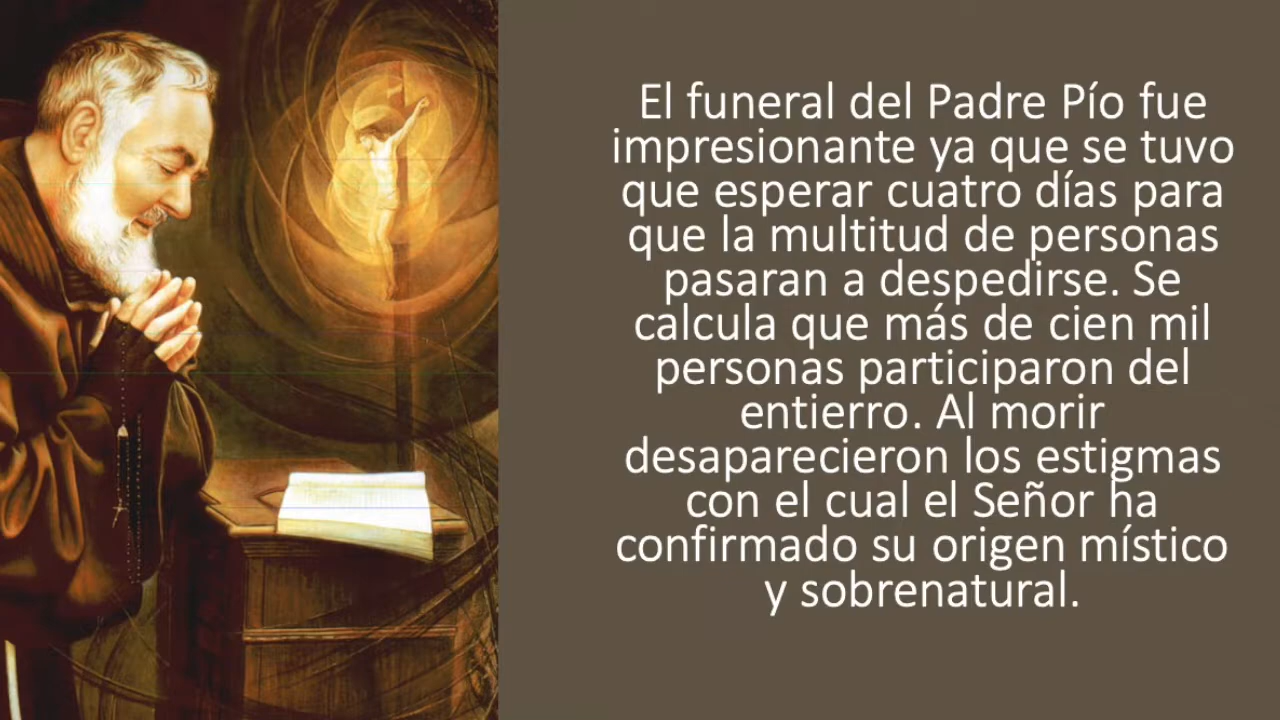 El funeral del Padre Pío fue
impresionante ya que se tuvo
que esperar cuatro días para
que la multitud de personas
pasaran a despedirse. Se
calcula que más de cien mil
personas participaron del
entierro. Al morir
desaparecieron los estigmas
con el cual el Señor ha
confirmado su origen místico
y sobrenatural.